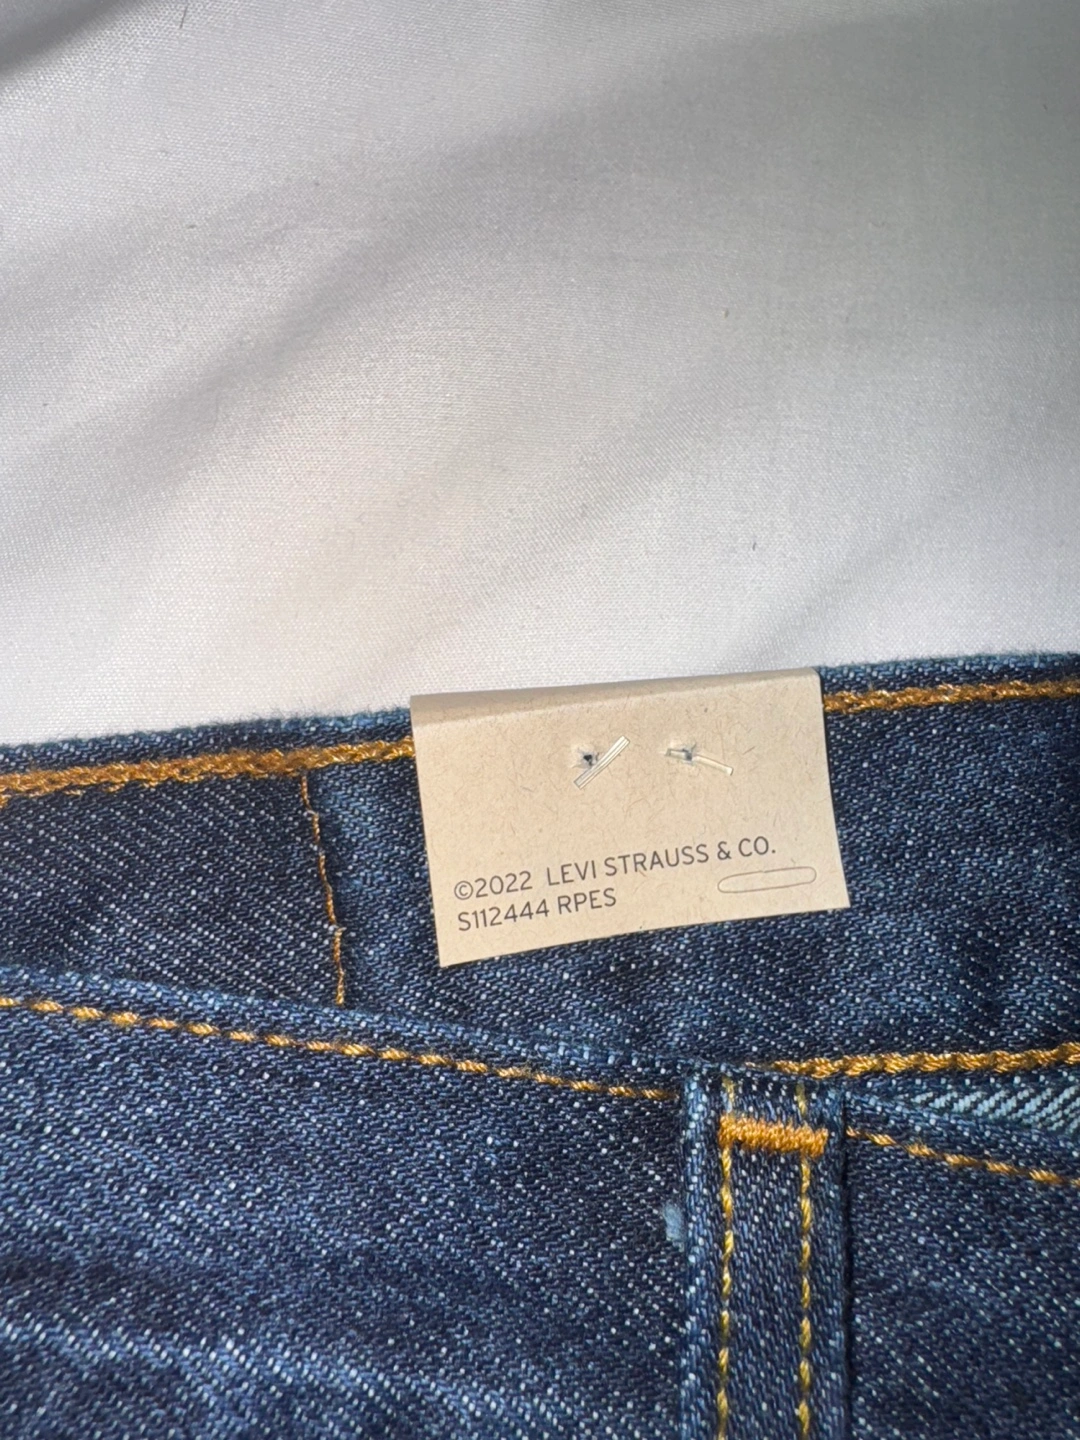 ©2022 LEVI STRAUSS & CO.
S112444 RPES